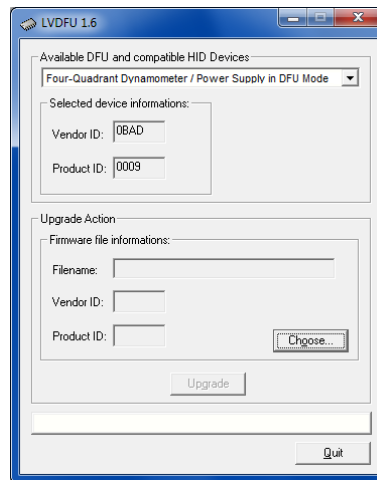 LVDFU 1.6
Available DFU and compatible HID Devices
Four-Quadrant Dynamometer / Power Supply in DFU Mode
Selected device informations:
Vendor ID: 0BAD
Product ID: 0009
Upgrade Action
Firmware file informations:
Filename:
Vendor ID:
Product ID:
Choose...
Upgrade
Quit